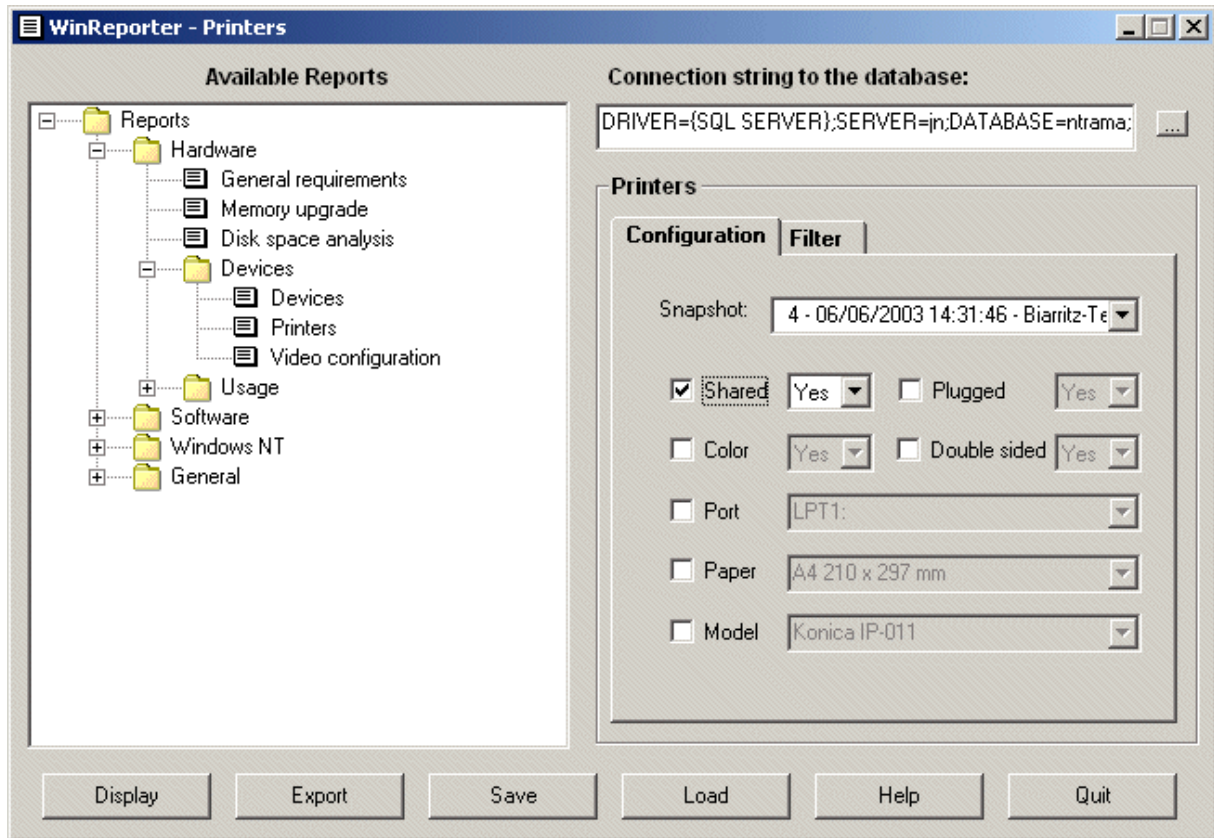 WinReporter - Printers
Available Reports
Reports
Hardware
General requirements
Memory upgrade
Disk space analysis
Devices
Devices
Printers
Video configuration
Usage
Software
Windows NT
General
Connection string to the database:
DRIVER={SQL SERVER};SERVER=jn;DATABASE=ntrama; ...
Printers
Configuration Filter
Snapshot: 4 - 06/06/2003 14:31:46 - Biarritz-Te
Shared Yes Plugged Yes
Color Yes Double sided Yes
Port LPT1:
Paper A4 210 x 297 mm
Model Konica IP-011
Display Export Save Load Help Quit